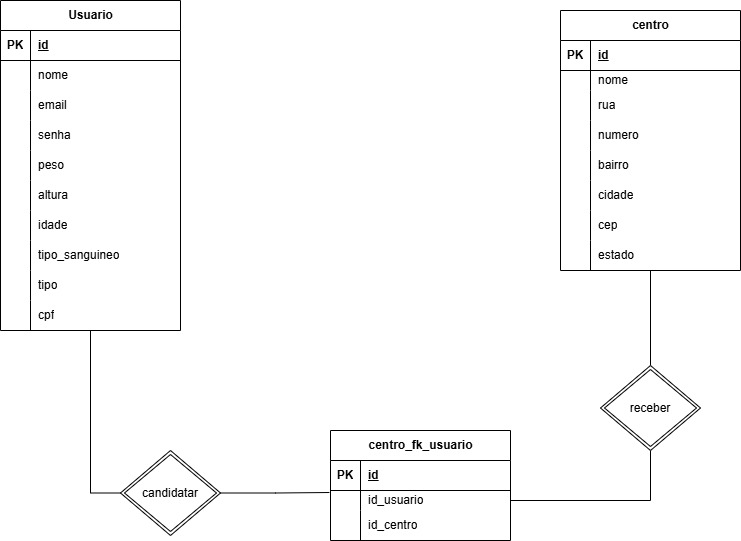 Usuario
PK id
nome
email
senha
peso
altura
idade
tipo_sanguineo
tipo
cpf
centro
PK id
nome
rua
numero
bairro
cidade
cep
estado
receber
candidatar
centro_fk_usuario
PK id
id_usuario
id_centro